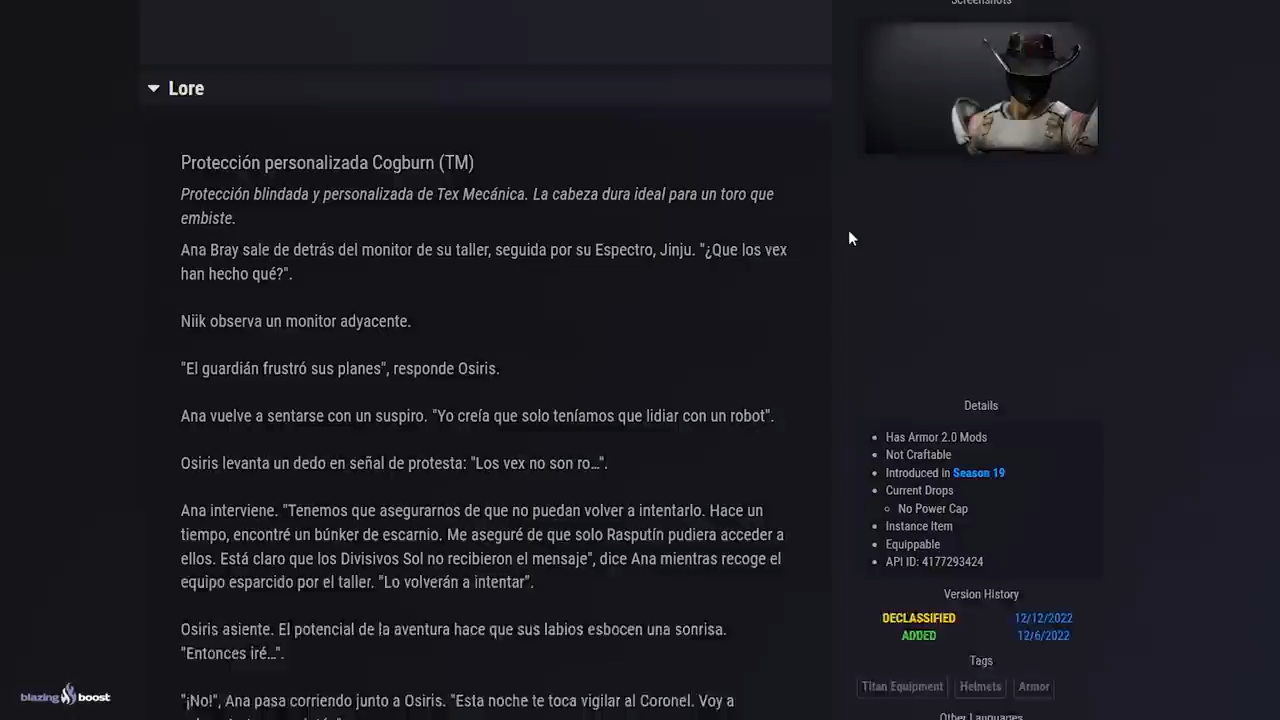 Screenshots
Lore
Protección personalizada Cogburn (TM)
Protección blindada y personalizada de Tex Mecánica. La cabeza dura ideal para un toro que
embiste.
Ana Bray sale de detrás del monitor de su taller, seguida por su Espectro, Jinju. "¿Que los vex
han hecho qué?".
Niik observa un monitor adyacente.
"El guardián frustró sus planes", responde Osiris.
Ana vuelve a sentarse con un suspiro. "Yo creía que solo teníamos que lidiar con un robot".
Osiris levanta un dedo en señal de protesta: "Los vex no son ro...".
Ana interviene. "Tenemos que asegurarnos de que no puedan volver a intentarlo. Hace un
tiempo, encontré un búnker de escarnio. Me aseguré de que solo Rasputín pudiera acceder a
ellos. Está claro que los Divisivos Sol no recibieron el mensaje", dice Ana mientras recoge el
equipo esparcido por el taller. "Lo volverán a intentar".
Osiris asiente. El potencial de la aventura hace que sus labios esbocen una sonrisa.
"Entonces iré...".
"¡No!", Ana pasa corriendo junto a Osiris. "Esta noche te toca vigilar al Coronel. Voy a
Details
Has Armor 2.0 Mods
Not Craftable
Introduced in Season 19
Current Drops
No Power Cap
Instance Item
Equippable
API ID: 4177293424
Version History
DECLASSIFIED 12/12/2022
ADDED 12/6/2022
Tags
Titan Equipment Helmets Armor
Other Languages
blazing boost